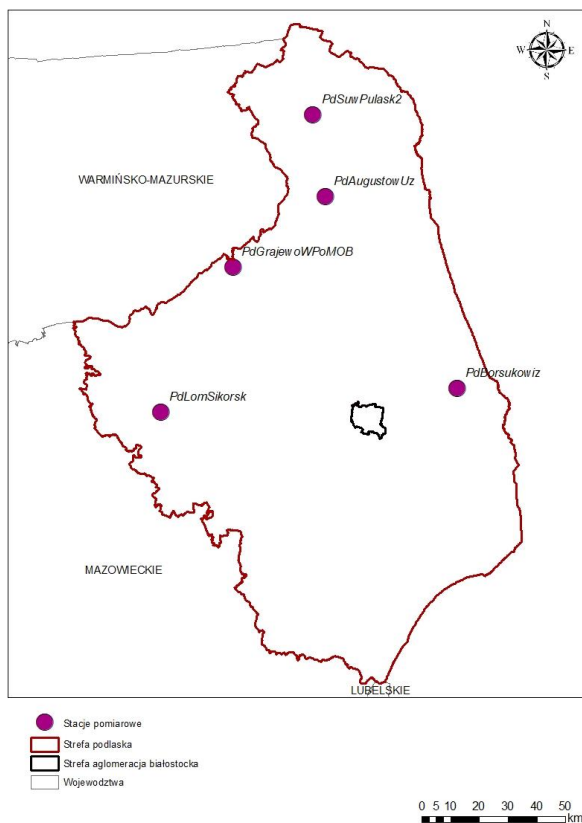 N
W E
S
PdSuwPulask2
WARMIŃSKO-MAZURSKIE
PdAugustowUz
PdGrajewoWPoMOB
PdBorsukowiz
PdLomSikorsk
MAZOWIECKIE
LUBELSKIE
Stacje pomiarowe
Strefa podlaska
Strefa aglomeracja białostocka
Województwa
0 5 10 20 30 40 50
km